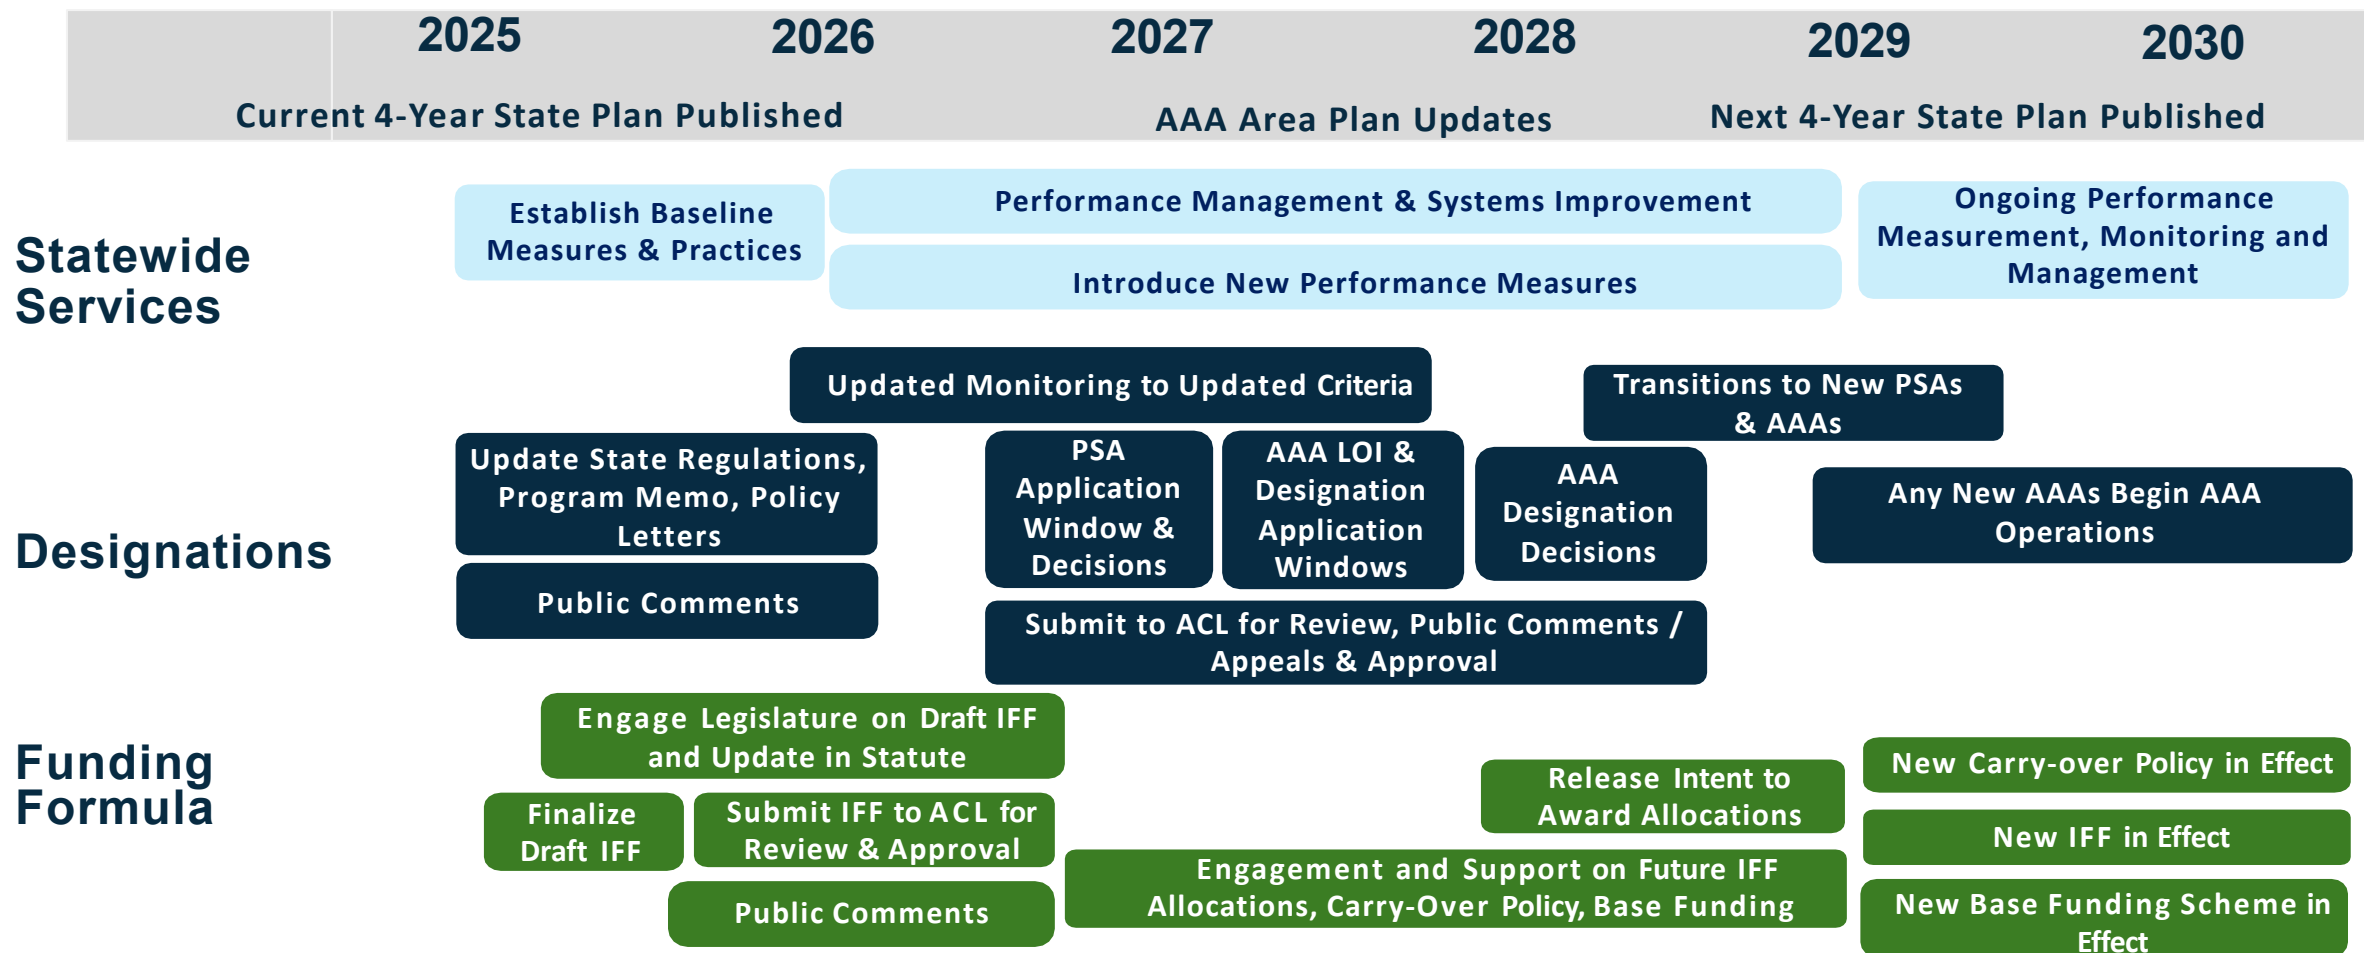 2025 2026 2027 2028 2029 2030
Current 4-Year State Plan Published AAA Area Plan Updates Next 4-Year State Plan Published
Statewide
Services
Establish Baseline
Measures & Practices
Performance Management & Systems Improvement
Introduce New Performance Measures
Ongoing Performance
Measurement, Monitoring and
Management
Designations
Updated Monitoring to Updated Criteria
Transitions to New PSAs
& AAAs
Update State Regulations,
Program Memo, Policy
Letters
PSA
Application
Window &
Decisions
AAA LOI &
Designation
Application
Windows
AAA
Designation
Decisions
Any New AAAs Begin AAA
Operations
Public Comments
Submit to ACL for Review, Public Comments /
Appeals & Approval
Funding
Formula
Engage Legislature on Draft IFF
and Update in Statute
Finalize
Draft IFF
Submit IFF to ACL for
Review & Approval
Public Comments
Release Intent to
Award Allocations
Engagement and Support on Future IFF
Allocations, Carry-Over Policy, Base Funding
New Carry-over Policy in Effect
New IFF in Effect
New Base Funding Scheme in
Effect